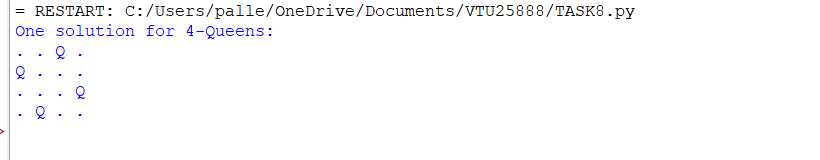 = RESTART: C:/Users/palle/OneDrive/Documents/VTU25888/TASK8.py
One solution for 4-Queens:
. . Q .
Q . . .
. . . Q
. Q . .
>